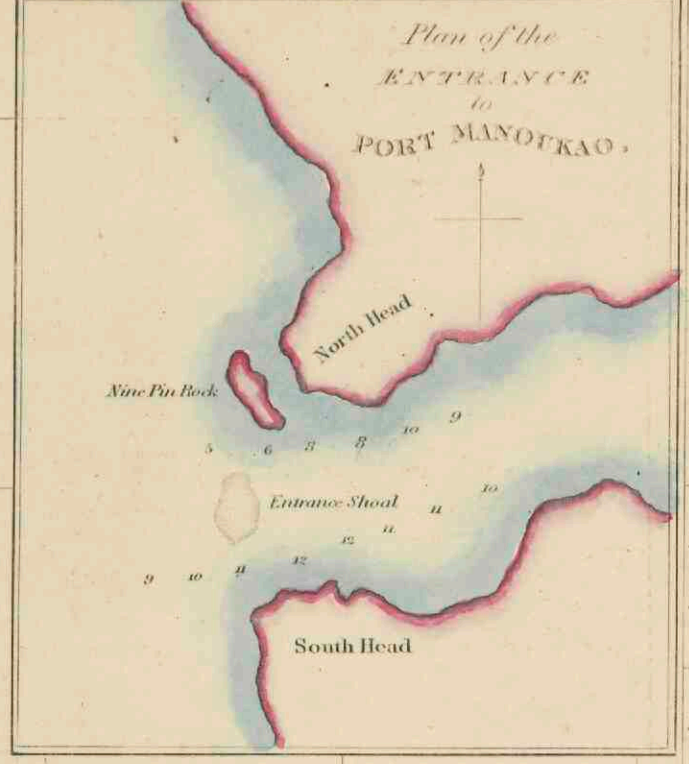 Plan of the
ENTRANCE
to
PORT MANOUKAO.
North Head
Nine Pin Rock
9
10
5 6 8 8
10
Entrance Shoal
11
11
12
12
9 10 11
South Head